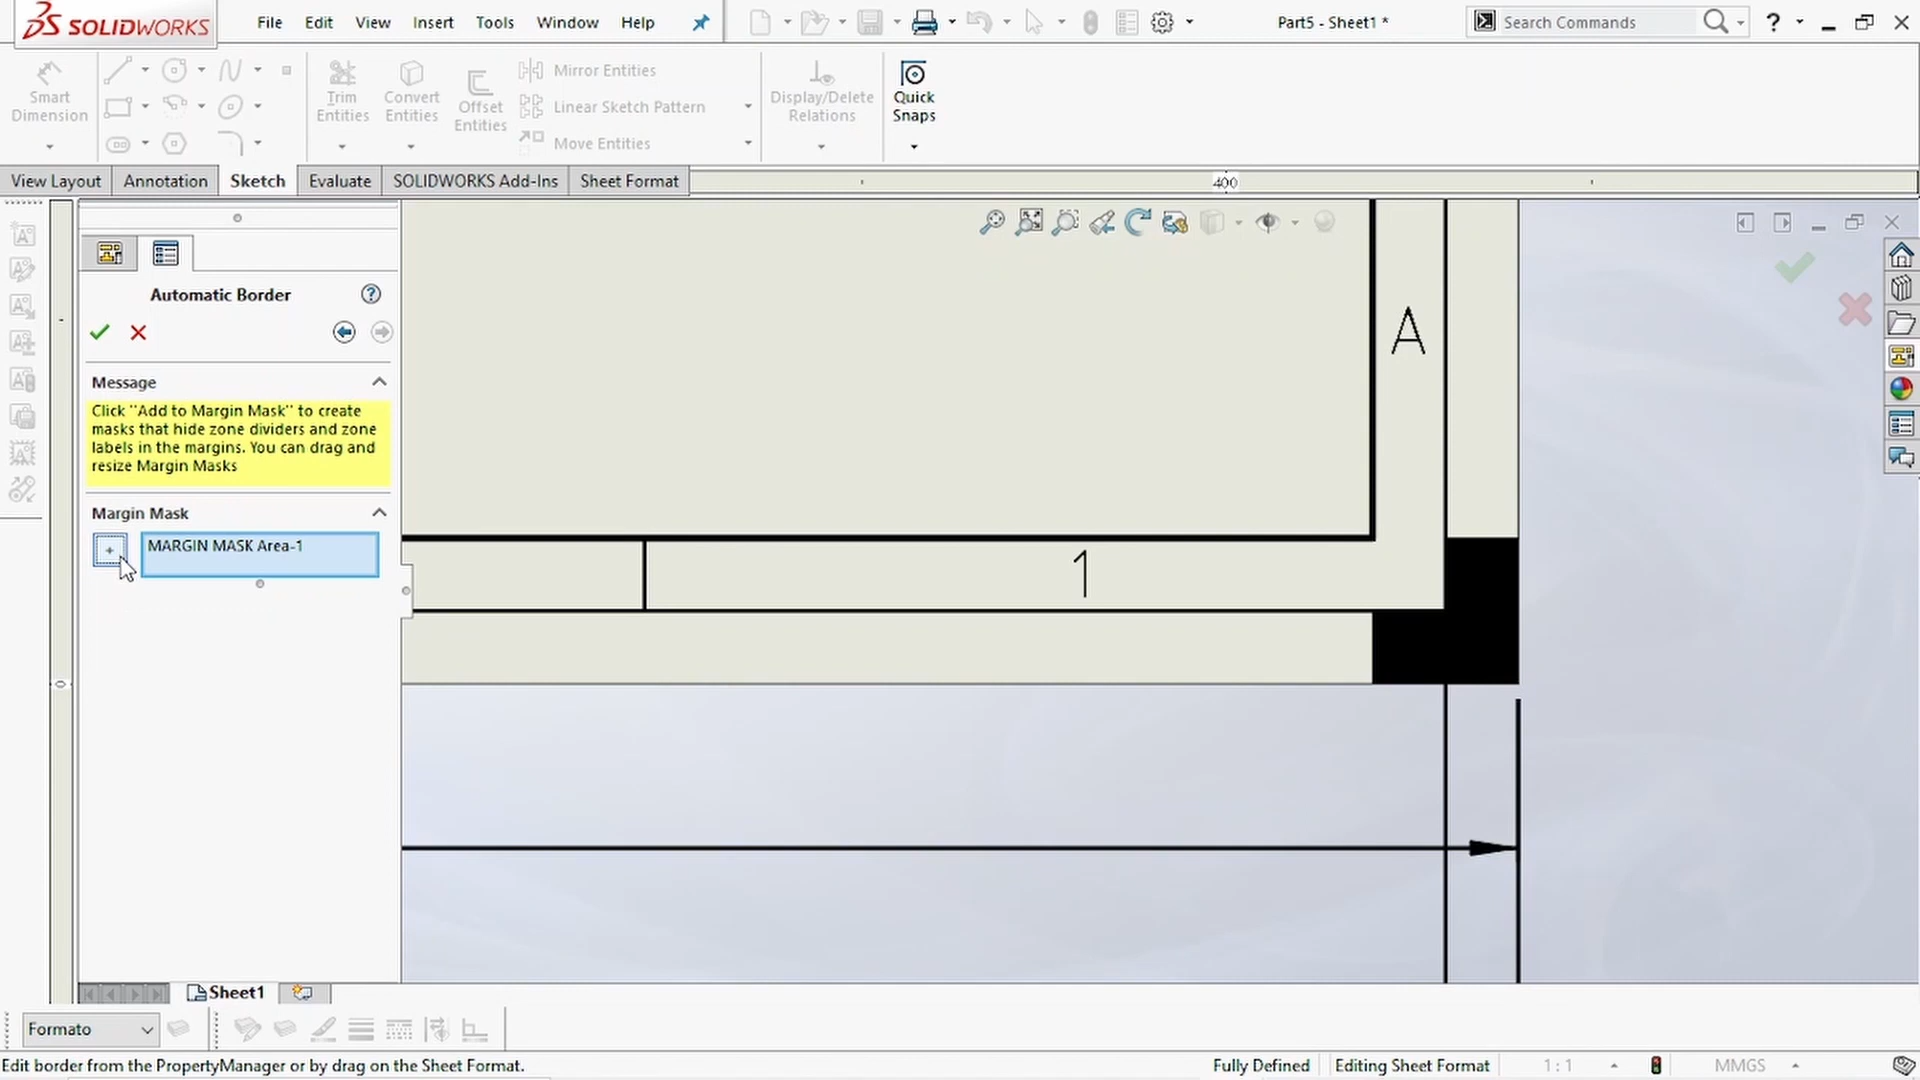 SOLIDWORKS
File Edit View Insert Tools Window Help
Part5 - Sheet1 *
Search Commands
?
Smart Dimension
Trim Entities
Convert Entities
Offset Entities
Mirror Entities
Linear Sketch Pattern
Move Entities
Display/Delete Relations
Quick Snaps
View Layout Annotation Sketch Evaluate SOLIDWORKS Add-Ins Sheet Format
400
Automatic Border
?
Message
Click "Add to Margin Mask" to create
masks that hide zone dividers and zone
labels in the margins. You can drag and
resize Margin Masks
Margin Mask
+
MARGIN MASK Area-1
A
1
0
Sheet1
Formato
Edit border from the PropertyManager or by drag on the Sheet Format.
Fully Defined Editing Sheet Format 1:1 MMGS